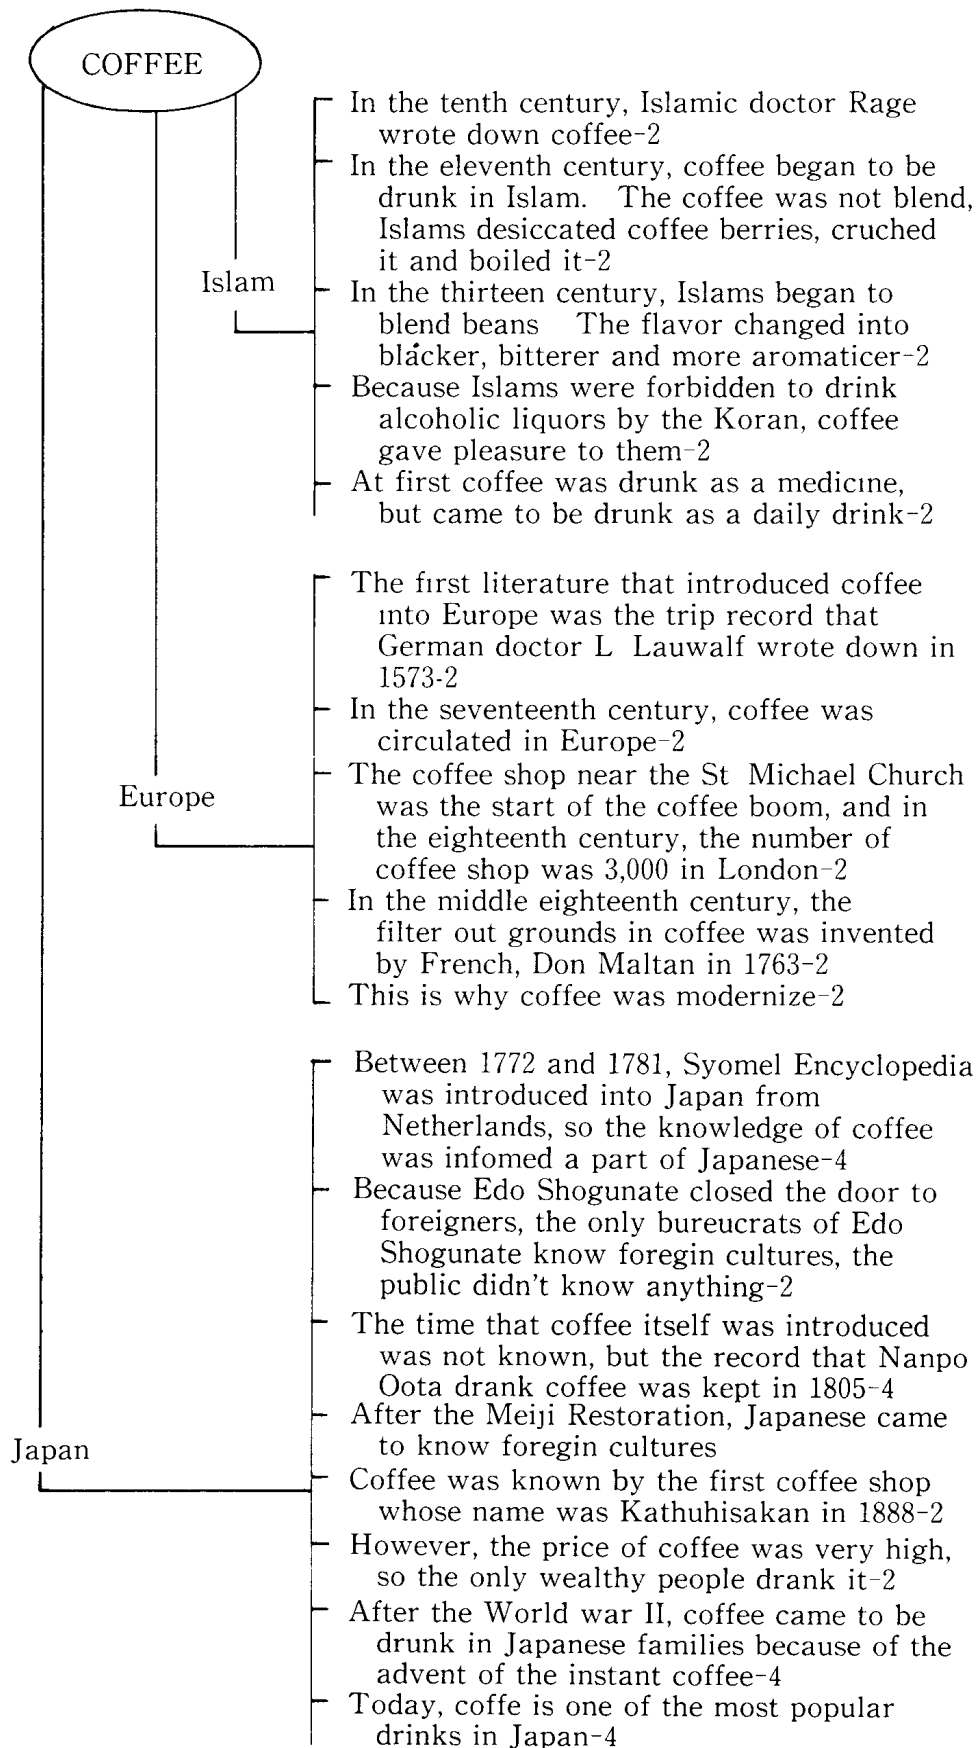 COFFEE
In the tenth century, Islamic doctor Rage
wrote down coffee-2
In the eleventh century, coffee began to be
drunk in Islam. The coffee was not blend,
Islams desiccated coffee berries, cruched
it and boiled it-2
Islam
In the thirteen century, Islams began to
blend beans The flavor changed into
blacker, bitterer and more aromaticer-2
Because Islams were forbidden to drink
alcoholic liquors by the Koran, coffee
gave pleasure to them-2
At first coffee was drunk as a medicine,
but came to be drunk as a daily drink-2
The first literature that introduced coffee
into Europe was the trip record that
German doctor L Lauwalf wrote down in
1573-2
In the seventeenth century, coffee was
circulated in Europe-2
Europe
The coffee shop near the St Michael Church
was the start of the coffee boom, and in
the eighteenth century, the number of
coffee shop was 3,000 in London-2
In the middle eighteenth century, the
filter out grounds in coffee was invented
by French, Don Maltan in 1763-2
This is why coffee was modernize-2
Between 1772 and 1781, Syomel Encyclopedia
was introduced into Japan from
Netherlands, so the knowledge of coffee
was infomed a part of Japanese-4
Because Edo Shogunate closed the door to
foreigners, the only bureucrats of Edo
Shogunate know foregin cultures, the
public didn't know anything-2
The time that coffee itself was introduced
was not known, but the record that Nanpo
Oota drank coffee was kept in 1805-4
After the Meiji Restoration, Japanese came
to know foregin cultures
Japan
Coffee was known by the first coffee shop
whose name was Kathuhisakan in 1888-2
However, the price of coffee was very high,
so the only wealthy people drank it-2
After the World war II, coffee came to be
drunk in Japanese families because of the
advent of the instant coffee-4
Today, coffe is one of the most popular
drinks in Japan-4